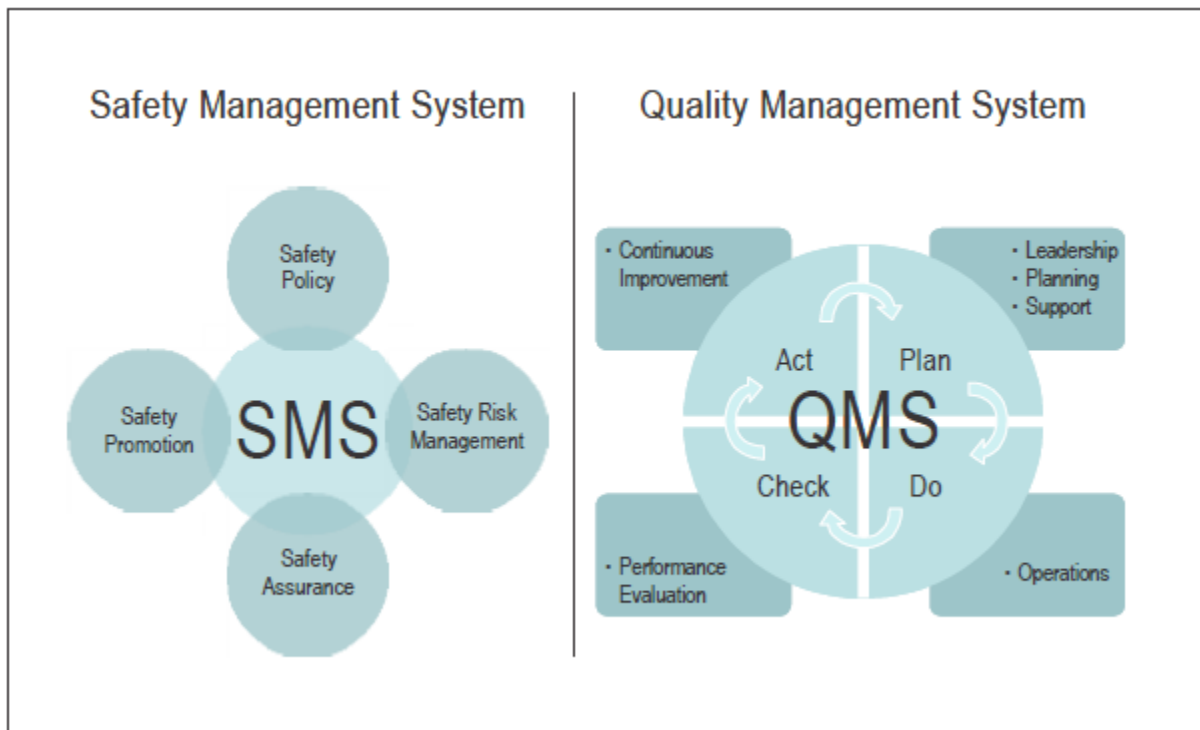 Safety Management System
Safety
Policy
Safety
Promotion
SMS
Safety Risk
Management
Safety
Assurance
Quality Management System
· Continuous
Improvement
· Leadership
· Planning
· Support
Act
Plan
QMS
Check
Do
· Performance
Evaluation
· Operations